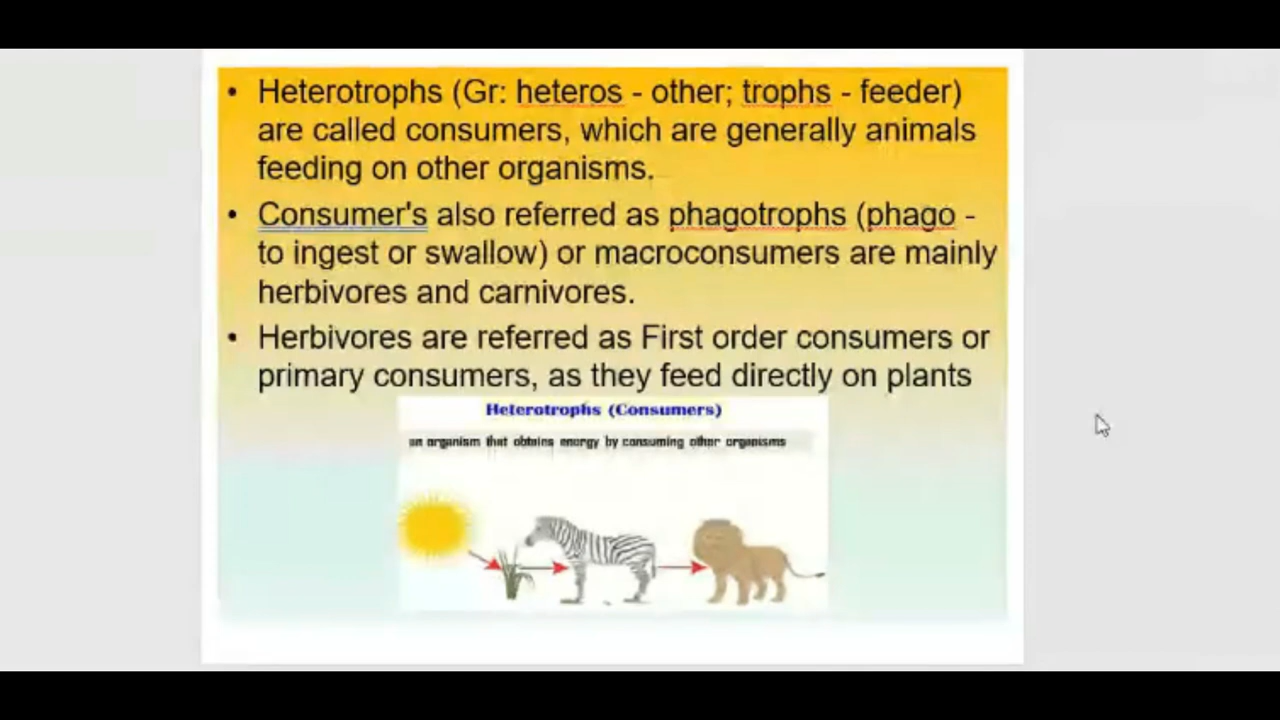 • Heterotrophs (Gr: heteros - other; trophs - feeder)
are called consumers, which are generally animals
feeding on other organisms.
• Consumer's also referred as phagotrophs (phago -
to ingest or swallow) or macroconsumers are mainly
herbivores and carnivores.
• Herbivores are referred as First order consumers or
primary consumers, as they feed directly on plants
Heterotrophs (Consumers)
an organism that obtains energy by consuming other organisms